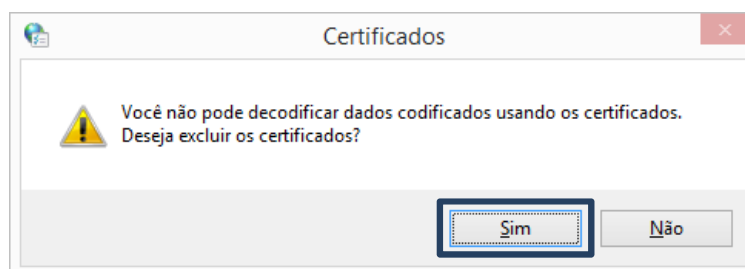 Certificados
Você não pode decodificar dados codificados usando os certificados.
Deseja excluir os certificados?
Sim
Não